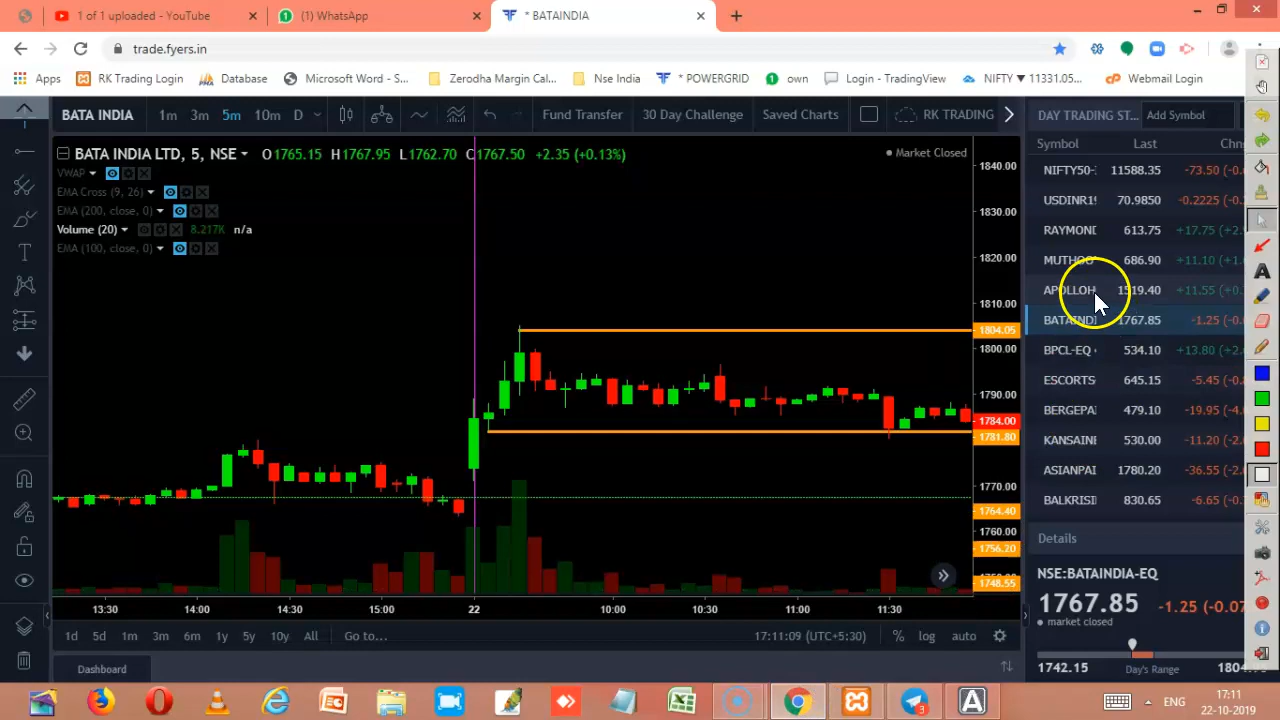 1 of 1 uploaded - YouTube
(1) WhatsApp
* BATAINDIA
trade.fyers.in
Apps
RK Trading Login
Database
Microsoft Word - S...
Zerodha Margin Cal...
Nse India
* POWERGRID
own
Login - TradingView
NIFTY ▼ 11331.05...
Webmail Login
BATA INDIA
1m 3m 5m 10m D
Fund Transfer
30 Day Challenge
Saved Charts
RK TRADING
DAY TRADING ST...
Add Symbol
BATA INDIA LTD, 5, NSE
O1765.15 H1767.95 L1762.70 C1767.50 +2.35 (+0.13%)
Market Closed
VWAP
EMA Cross (9, 26)
EMA (200, close, 0)
Volume (20) 8.217K n/a
EMA (100, close, 0)
1840.00
1830.00
1820.00
1810.00
1804.05
1800.00
1790.00
1784.00
1781.80
1770.00
1764.40
1760.00
1756.20
1748.55
13:30 14:00 14:30 15:00 22 10:00 10:30 11:00 11:30
1d 5d 1m 3m 6m 1y 5y 10y All Go to...
17:11:09 (UTC+5:30) % log auto
Dashboard
Symbol Last Chn
NIFTY50- 11588.35 -73.50
USDINR19 70.9850 -0.2225
RAYMOND 613.75 +17.75
MUTHOO 686.90 +11.10
APOLLOH 1519.40 +11.55
BATAINDI 1767.85 -1.25
BPCL-EQ 534.10 +13.80
ESCORTS 645.15 -5.45
BERGEPAI 479.10 -19.95
KANSAINE 530.00 -11.20
ASIANPAI 1780.20 -36.55
BALKRISI 830.65 -6.65
Details
NSE:BATAINDIA-EQ
1767.85 -1.25 (-0.07
market closed
1742.15 Day's Range 1804
ENG
17:11
22-10-2019